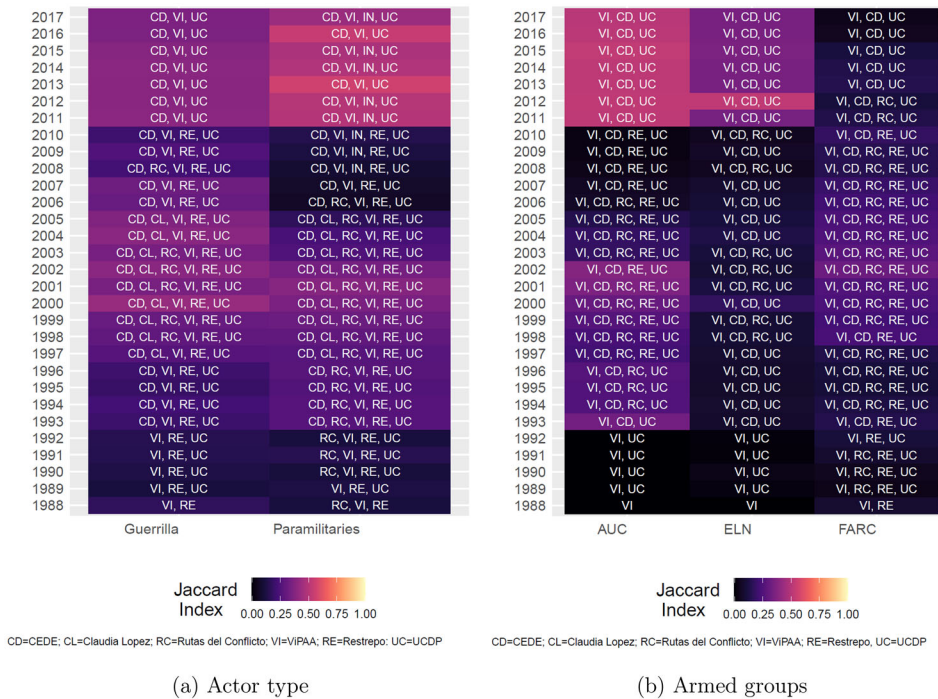 2017 CD, VI, UC CD, VI, IN, UC
2016 CD, VI, UC CD, VI, UC
2015 CD, VI, UC CD, VI, IN, UC
2014 CD, VI, UC CD, VI, IN, UC
2013 CD, VI, UC CD, VI, UC
2012 CD, VI, UC CD, VI, IN, UC
2011 CD, VI, UC CD, VI, IN, UC
2010 CD, VI, RE, UC CD, VI, IN, RE, UC
2009 CD, VI, RE, UC CD, VI, IN, RE, UC
2008 CD, RC, VI, RE, UC CD, VI, IN, RE, UC
2007 CD, VI, RE, UC CD, VI, RE, UC
2006 CD, VI, RE, UC CD, RC, VI, RE, UC
2005 CD, CL, VI, RE, UC CD, CL, RC, VI, RE, UC
2004 CD, CL, VI, RE, UC CD, CL, RC, VI, RE, UC
2003 CD, CL, RC, VI, RE, UC CD, CL, RC, VI, RE, UC
2002 CD, CL, RC, VI, RE, UC CD, CL, RC, VI, RE, UC
2001 CD, CL, RC, VI, RE, UC CD, CL, RC, VI, RE, UC
2000 CD, CL, VI, RE, UC CD, CL, RC, VI, RE, UC
1999 CD, CL, RC, VI, RE, UC CD, CL, RC, VI, RE, UC
1998 CD, CL, RC, VI, RE, UC CD, CL, RC, VI, RE, UC
1997 CD, CL, VI, RE, UC CD, CL, RC, VI, RE, UC
1996 CD, VI, RE, UC CD, RC, VI, RE, UC
1995 CD, VI, RE, UC CD, RC, VI, RE, UC
1994 CD, VI, RE, UC CD, RC, VI, RE, UC
1993 CD, VI, RE, UC CD, RC, VI, RE, UC
1992 VI, RE, UC RC, VI, RE, UC
1991 VI, RE, UC RC, VI, RE, UC
1990 VI, RE, UC RC, VI, RE, UC
1989 VI, RE, UC VI, RE, UC
1988 VI, RE RC, VI, RE
Guerrilla Paramilitaries
Jaccard
Index
0.00 0.25 0.50 0.75 1.00
CD=CEDE; CL=Claudia Lopez; RC=Rutas del Conflicto; VI=ViPAA; RE=Restrepo: UC=UCDP
(a) Actor type
2017 VI, CD, UC VI, CD, UC VI, CD, UC
2016 VI, CD, UC VI, CD, UC VI, CD, UC
2015 VI, CD, UC VI, CD, UC VI, CD, UC
2014 VI, CD, UC VI, CD, UC VI, CD, UC
2013 VI, CD, UC VI, CD, UC VI, CD, UC
2012 VI, CD, UC VI, CD, UC VI, CD, RC, UC
2011 VI, CD, UC VI, CD, UC VI, CD, RC, UC
2010 VI, CD, RE, UC VI, CD, RC, UC VI, CD, RC, RE, UC
2009 VI, CD, RE, UC VI, CD, UC VI, CD, RC, RE, UC
2008 VI, CD, RE, UC VI, CD, RC, UC VI, CD, RC, RE, UC
2007 VI, CD, RE, UC VI, CD, UC VI, CD, RC, RE, UC
2006 VI, CD, RC, RE, UC VI, CD, UC VI, CD, RC, RE, UC
2005 VI, CD, RC, RE, UC VI, CD, UC VI, CD, RC, RE, UC
2004 VI, CD, RC, RE, UC VI, CD, UC VI, CD, RC, RE, UC
2003 VI, CD, RC, RE, UC VI, CD, RC, UC VI, CD, RC, RE, UC
2002 VI, CD, RE, UC VI, CD, RC, UC VI, CD, RC, RE, UC
2001 VI, CD, RC, RE, UC VI, CD, RC, UC VI, CD, RC, RE, UC
2000 VI, CD, RC, RE, UC VI, CD, UC VI, CD, RC, RE, UC
1999 VI, CD, RC, RE, UC VI, CD, RC, UC VI, CD, RC, RE, UC
1998 VI, CD, RC, RE, UC VI, CD, RC, UC VI, CD, RE, UC
1997 VI, CD, RC, RE, UC VI, CD, UC VI, CD, RC, RE, UC
1996 VI, CD, RC, UC VI, CD, UC VI, CD, RC, RE, UC
1995 VI, CD, RC, UC VI, CD, UC VI, CD, RC, RE, UC
1994 VI, CD, RC, UC VI, CD, UC VI, CD, RC, RE, UC
1993 VI, CD, UC VI, CD, UC VI, CD, RC, RE, UC
1992 VI, UC VI, UC VI, RE, UC
1991 VI, UC VI, UC VI, RC, RE, UC
1990 VI, UC VI, UC VI, RC, RE, UC
1989 VI, UC VI, UC VI, RC, RE, UC
1988 VI VI VI, RE
AUC ELN FARC
Jaccard
Index
0.00 0.25 0.50 0.75 1.00
CD=CEDE; CL=Claudia Lopez; RC=Rutas del Conflicto; VI=ViPAA; RE=Restrepo, UC=UCDP
(b) Armed groups